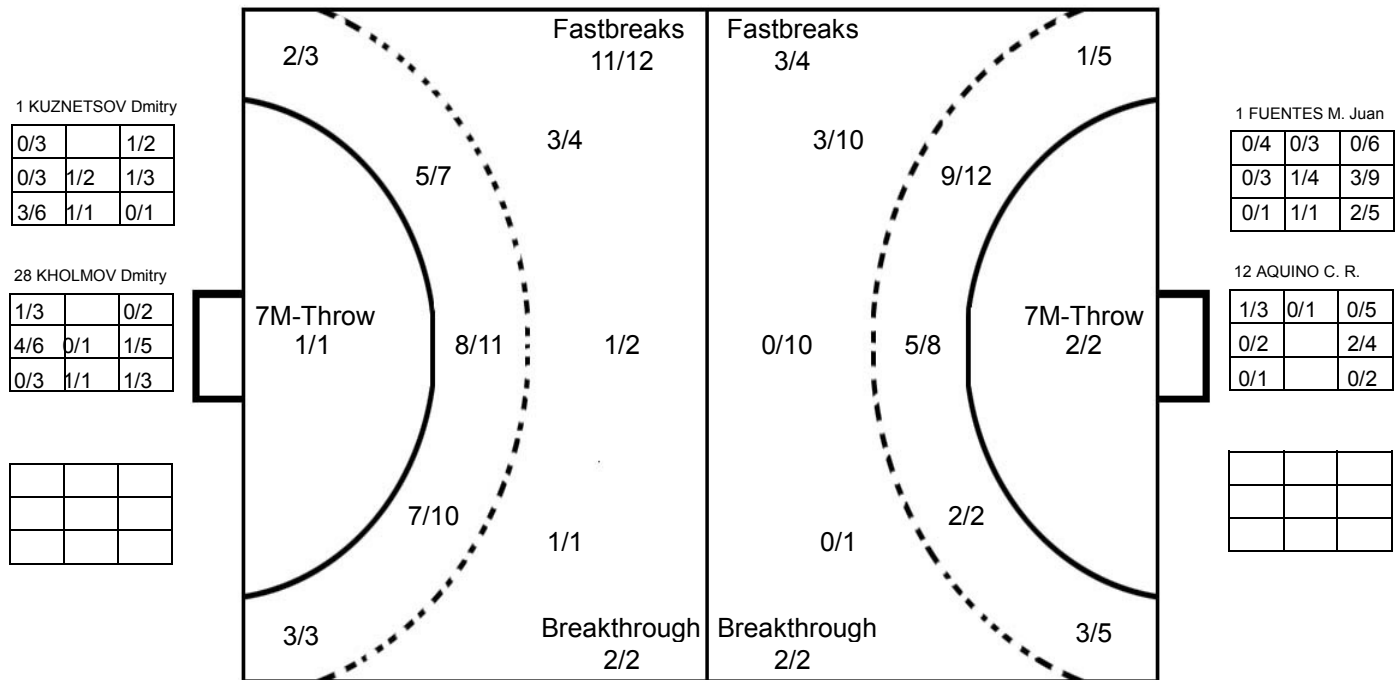 Fastbreaks Fastbreaks
11/12 3/4
2/3 1/5
1 KUZNETSOV Dmitry
0/3 1/2
0/3 1/2 1/3
3/6 1/1 0/1
28 KHOLMOV Dmitry
1/3 0/2
4/6 0/1 1/5
0/3 1/1 1/3
3/4 3/10
5/7 9/12
7M-Throw
1/1
8/11 1/2 0/10 5/8
7M-Throw
2/2
7/10 2/2
1/1 0/1
3/3 3/5
Breakthrough Breakthrough
2/2 2/2
1 FUENTES M. Juan
0/4 0/3 0/6
0/3 1/4 3/9
0/1 1/1 2/5
12 AQUINO C. R.
1/3 0/1 0/5
0/2 2/4
0/1 0/2